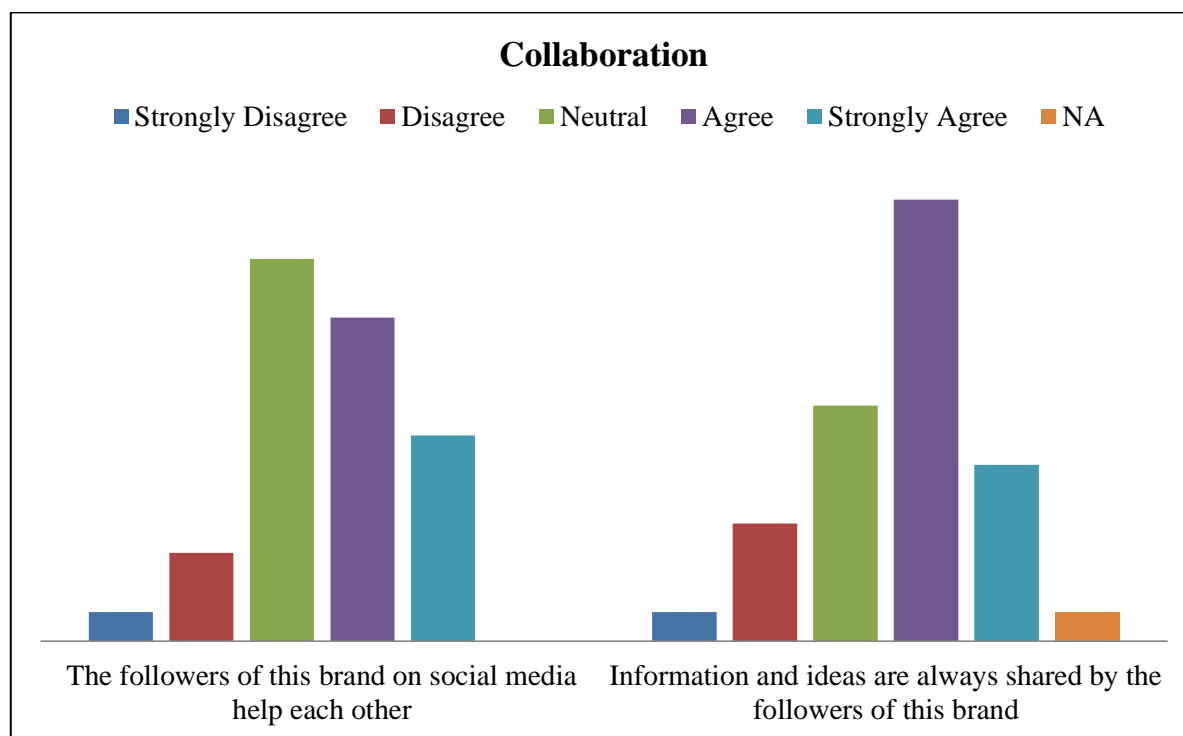 Collaboration
Strongly Disagree Disagree Neutral Agree Strongly Agree NA
The followers of this brand on social media
help each other
Information and ideas are always shared by the
followers of this brand